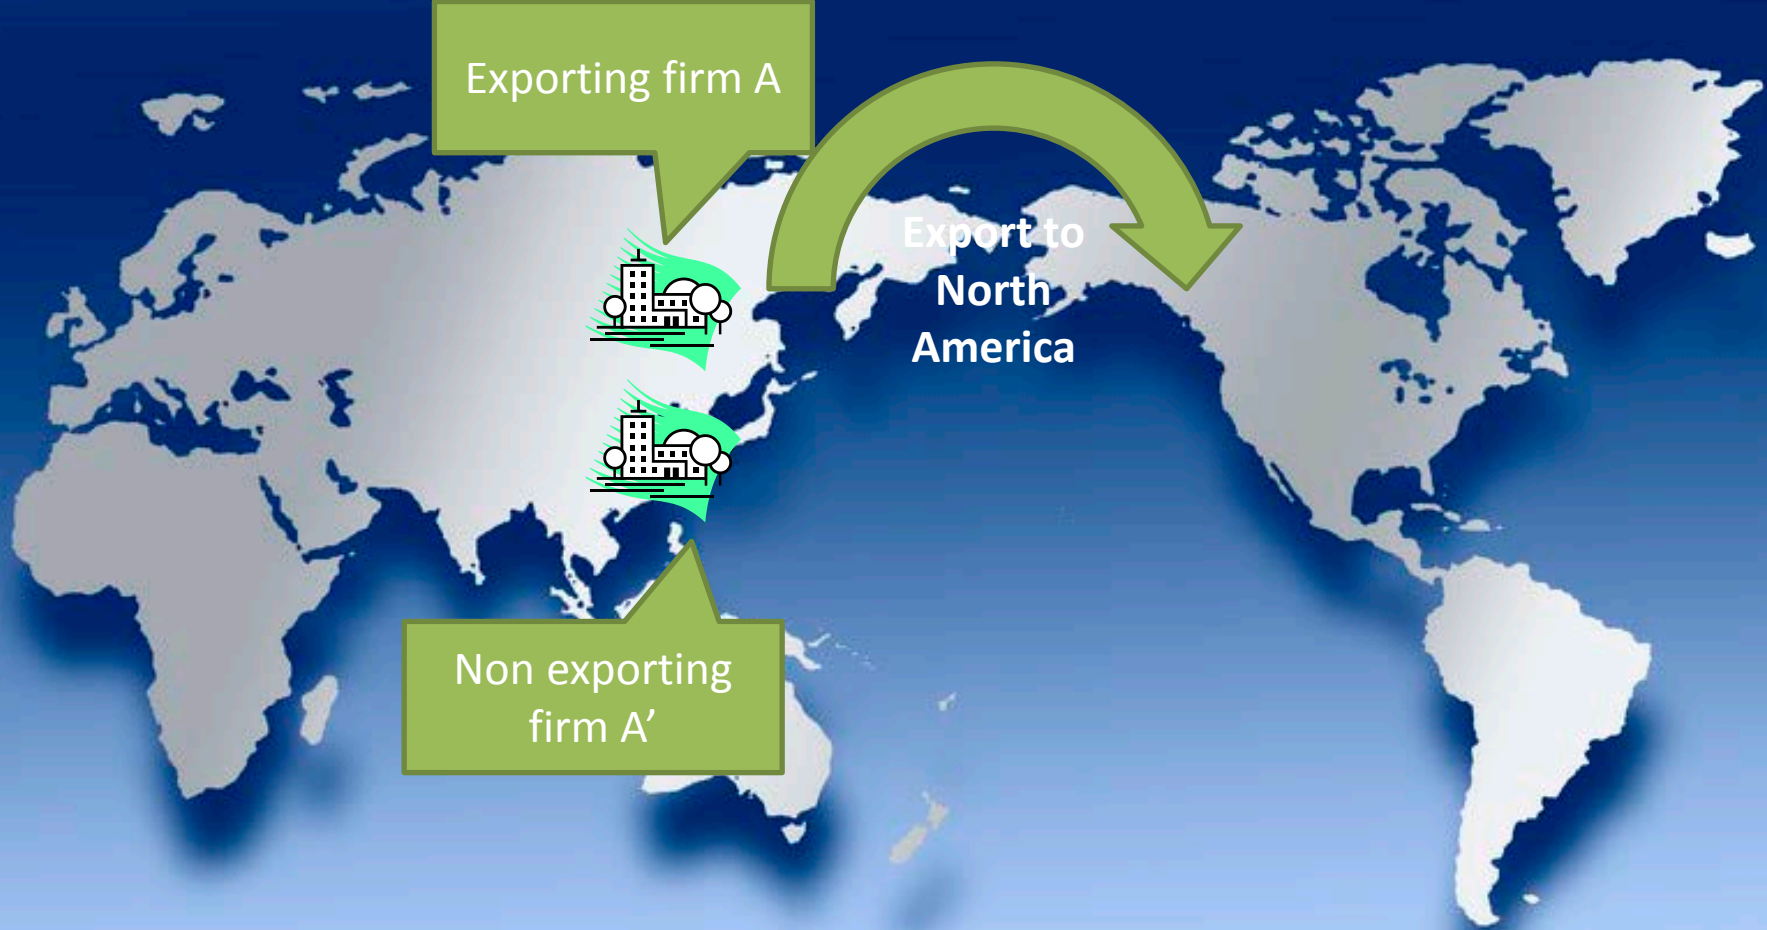 Exporting firm A
Export to
North
America
Non exporting
firm A’